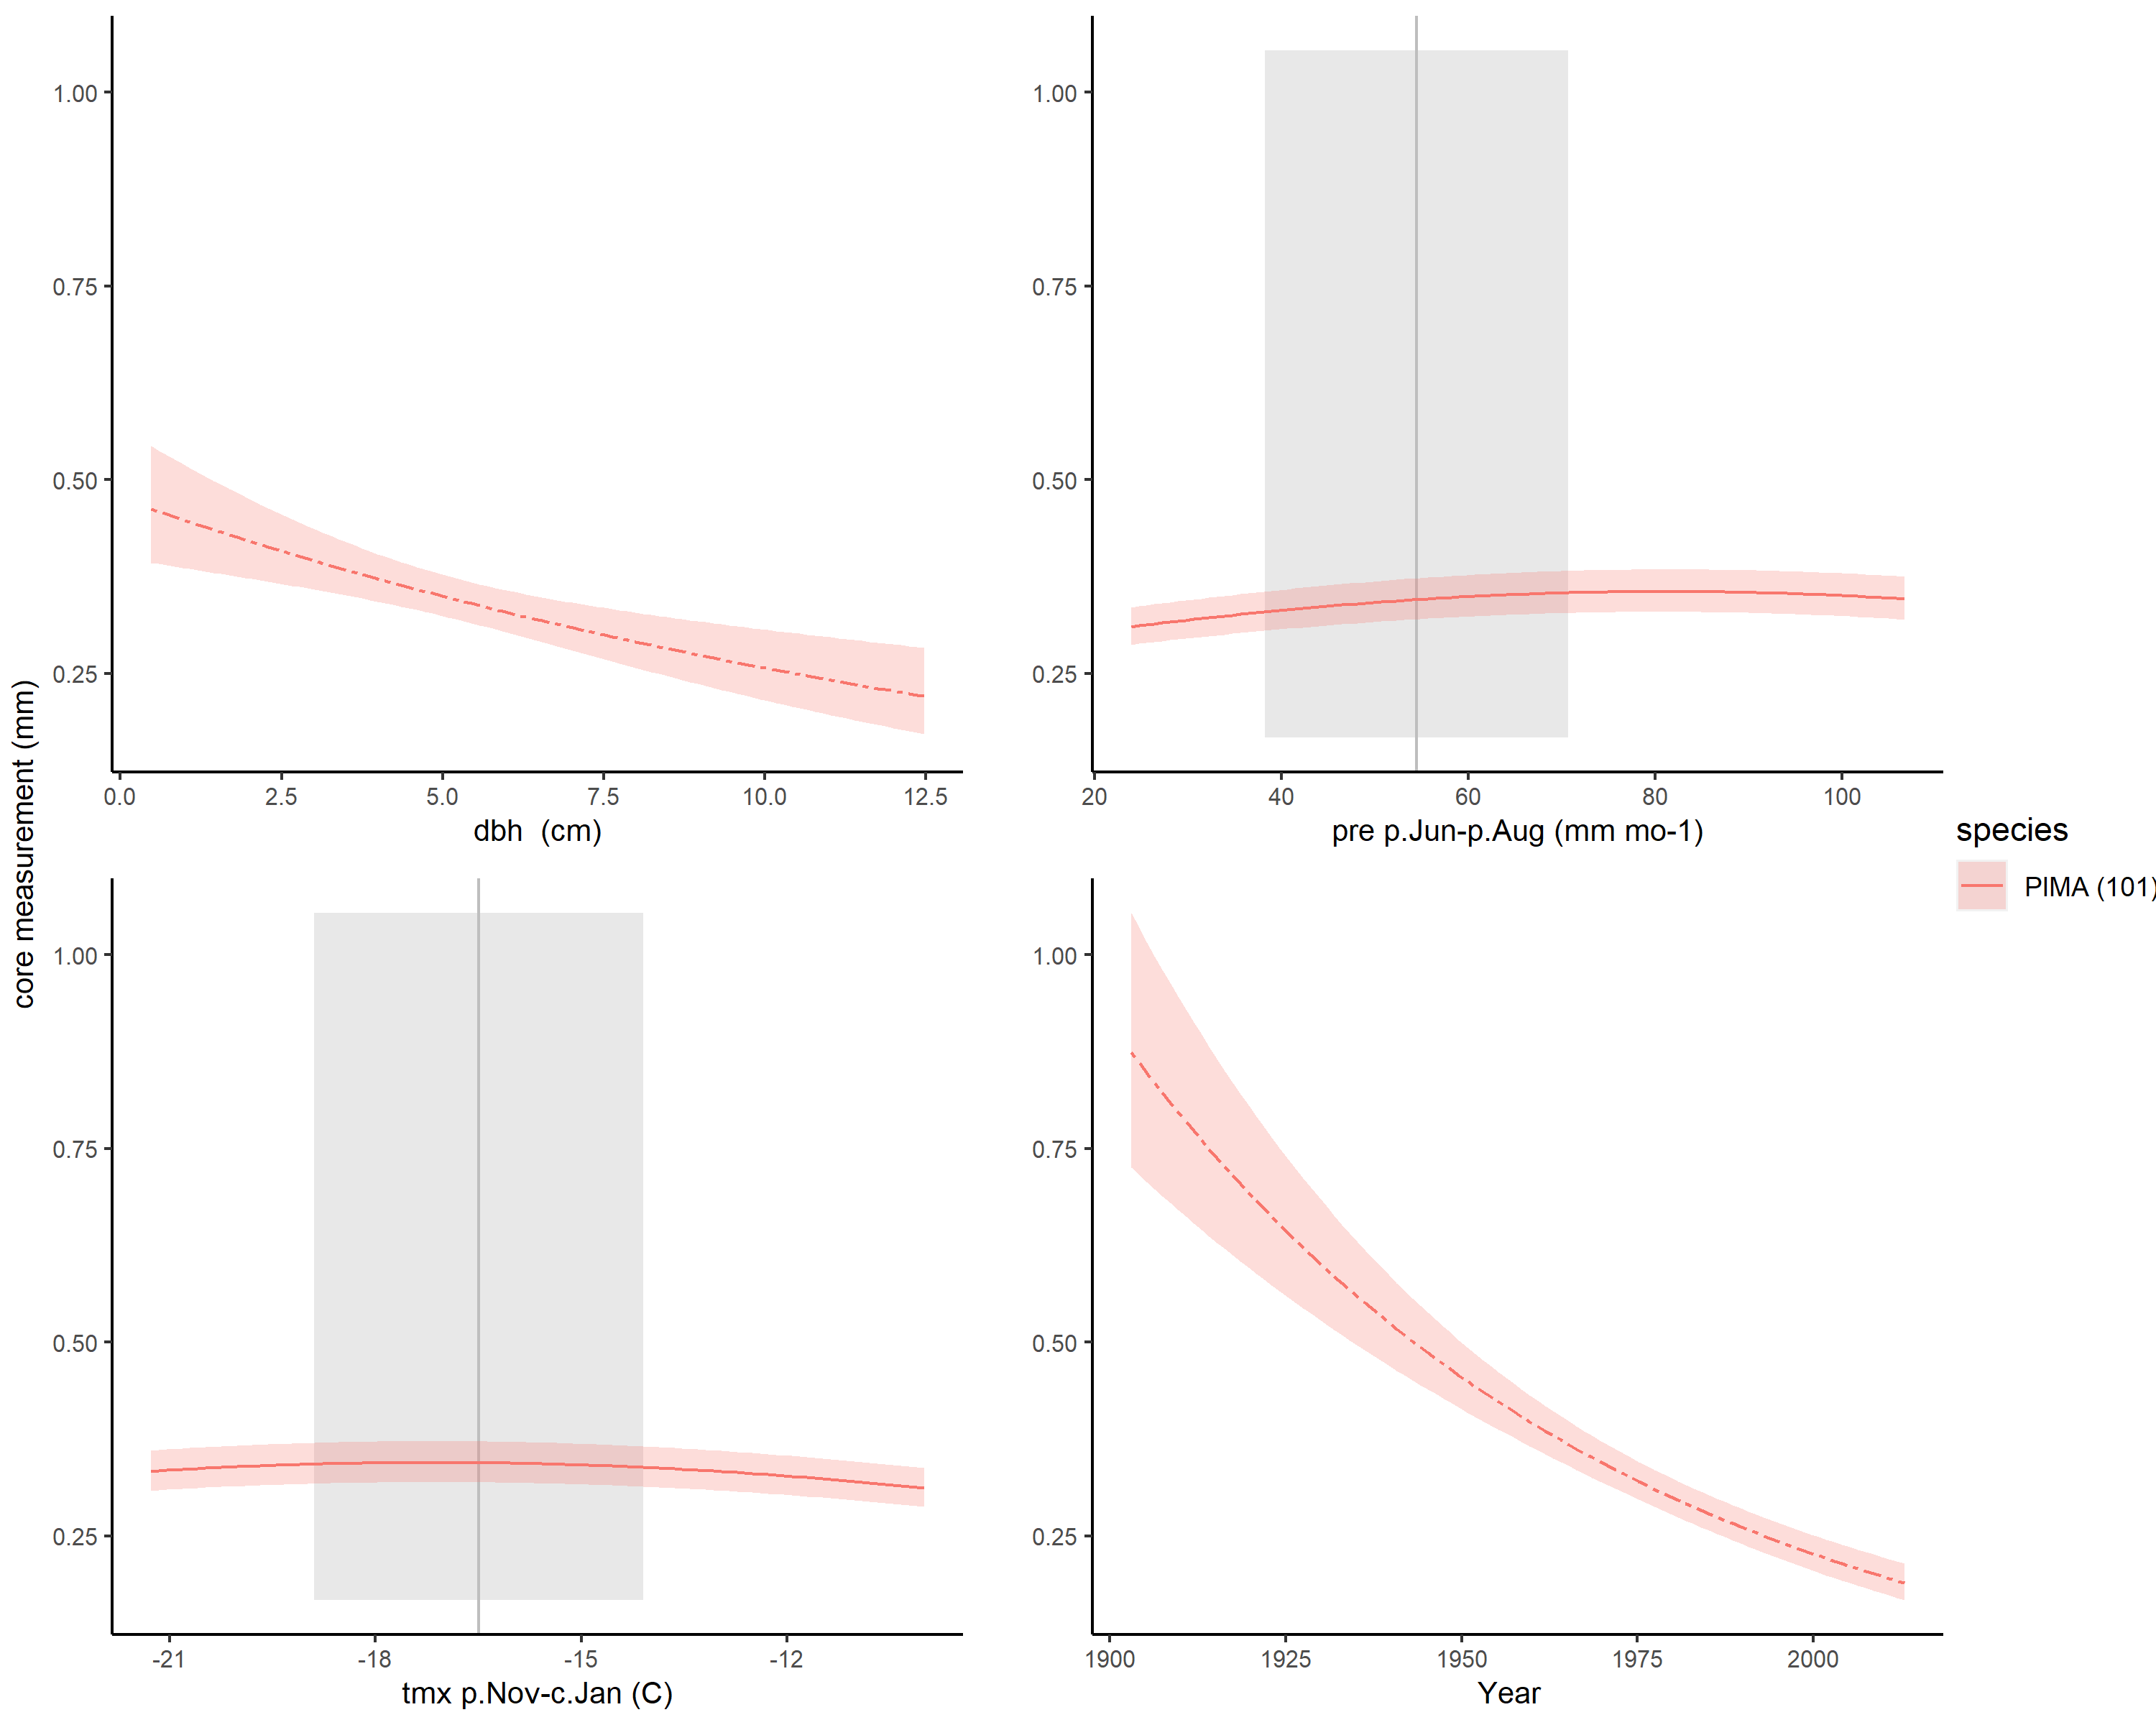 core measurement (mm)
1.00
0.75
0.50
0.25
0.0 2.5 5.0 7.5 10.0 12.5
dbh (cm)
1.00
0.75
0.50
0.25
20 40 60 80 100
pre p.Jun-p.Aug (mm mo-1)
1.00
0.75
0.50
0.25
-21 -18 -15 -12
tmx p.Nov-c.Jan (C)
1.00
0.75
0.50
0.25
1900 1925 1950 1975 2000
Year
species
PIMA (101)